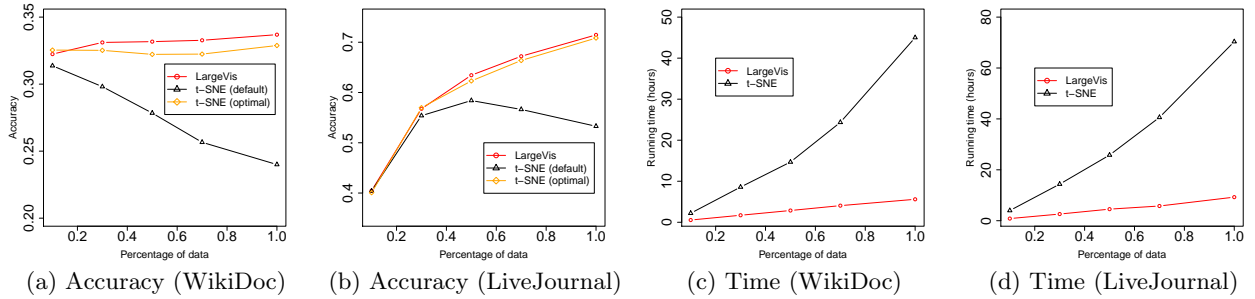 0.35
0.30
0.25
0.20
Accuracy
LargeVis
t−SNE (default)
t−SNE (optimal)
0.2 0.4 0.6 0.8 1.0
Percentage of data
(a) Accuracy (WikiDoc)
0.7
0.6
0.5
0.4
Accuracy
LargeVis
t−SNE (default)
t−SNE (optimal)
0.2 0.4 0.6 0.8 1.0
Percentage of data
(b) Accuracy (LiveJournal)
50
40
30
20
10
0
Running time (hours)
LargeVis
t−SNE
0.2 0.4 0.6 0.8 1.0
Percentage of data
(c) Time (WikiDoc)
80
60
40
20
0
Running time (hours)
LargeVis
t−SNE
0.2 0.4 0.6 0.8 1.0
Percentage of data
(d) Time (LiveJournal)